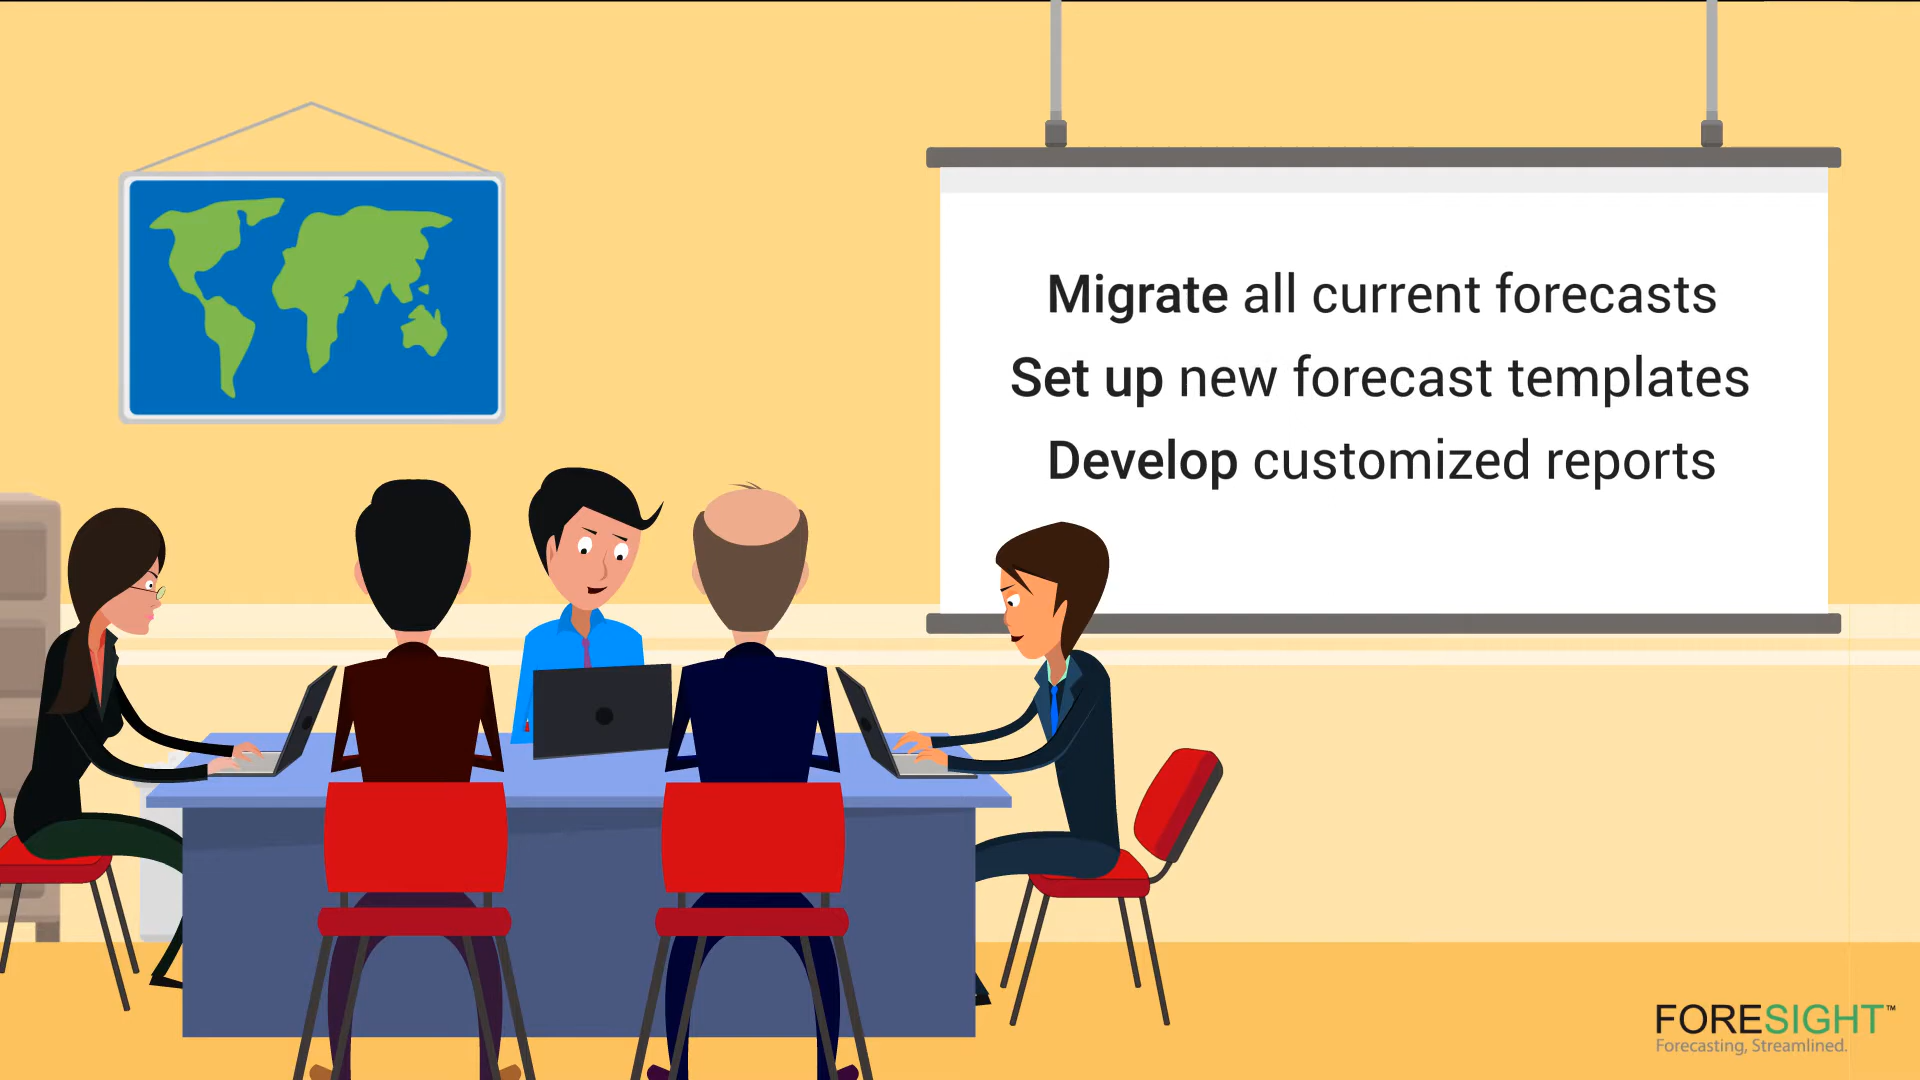 Migrate all current forecasts
Set up new forecast templates
Develop customized reports
FORESIGHT™
Forecasting, Streamlined.